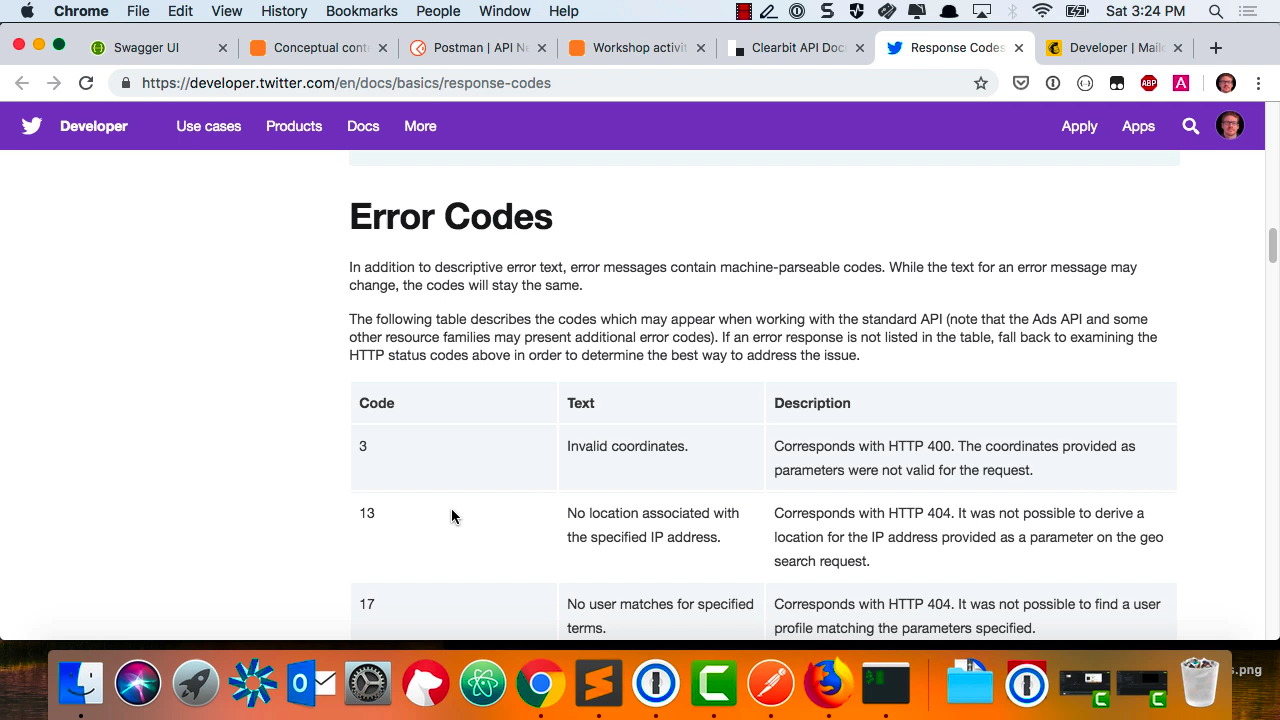 Chrome File Edit View History Bookmarks People Window Help Sat 3:24 PM
Swagger UI Conceptual con Postman | API N Workshop activit Clearbit API Doc Response Codes Developer | Mail
https://developer.twitter.com/en/docs/basics/response-codes ABP A
Developer Use cases Products Docs More Apply Apps
Error Codes
In addition to descriptive error text, error messages contain machine-parseable codes. While the text for an error message may
change, the codes will stay the same.
The following table describes the codes which may appear when working with the standard API (note that the Ads API and some
other resource families may present additional error codes). If an error response is not listed in the table, fall back to examining the
HTTP status codes above in order to determine the best way to address the issue.
Code Text Description
3 Invalid coordinates. Corresponds with HTTP 400. The coordinates provided as
parameters were not valid for the request.
13 No location associated with Corresponds with HTTP 404. It was not possible to derive a
the specified IP address. location for the IP address provided as a parameter on the geo
search request.
17 No user matches for specified Corresponds with HTTP 404. It was not possible to find a user
terms. profile matching the parameters specified.
s.png